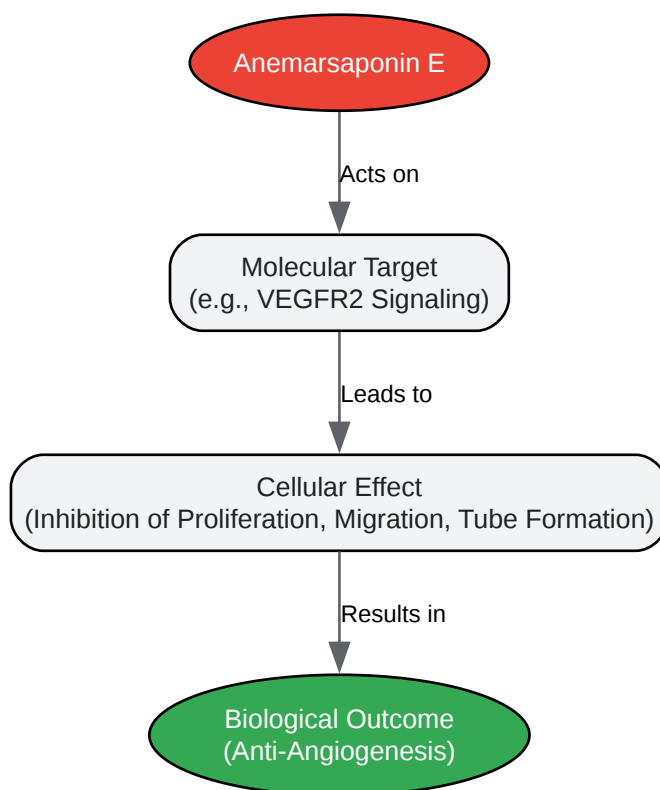 Anemarsaponin E
Acts on
Molecular Target
(e.g., VEGFR2 Signaling)
Leads to
Cellular Effect
(Inhibition of Proliferation, Migration, Tube Formation)
Results in
Biological Outcome
(Anti-Angiogenesis)